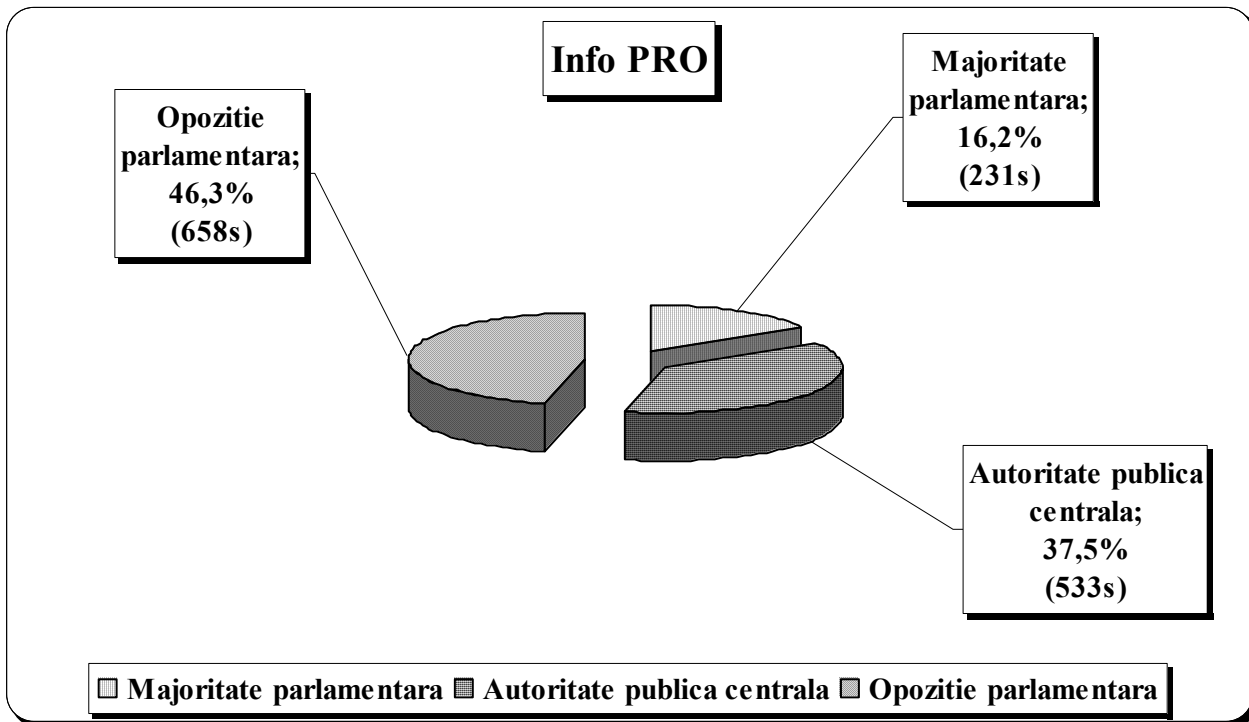 Info PRO
Opozitie
parlamentara;
46,3%
(658s)
Majoritate
parlamentara;
16,2%
(231s)
Autoritate publica
centrala;
37,5%
(533s)
Majoritate parlamentara Autoritate publica centrala Opozitie parlamentara